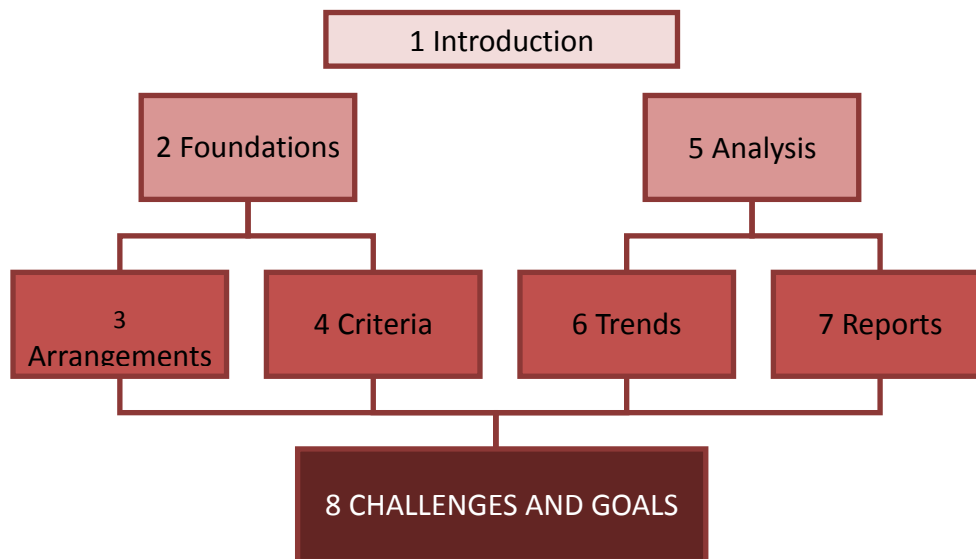 1 Introduction
2 Foundations
5 Analysis
3
Arrangements
4 Criteria
6 Trends
7 Reports
8 CHALLENGES AND GOALS